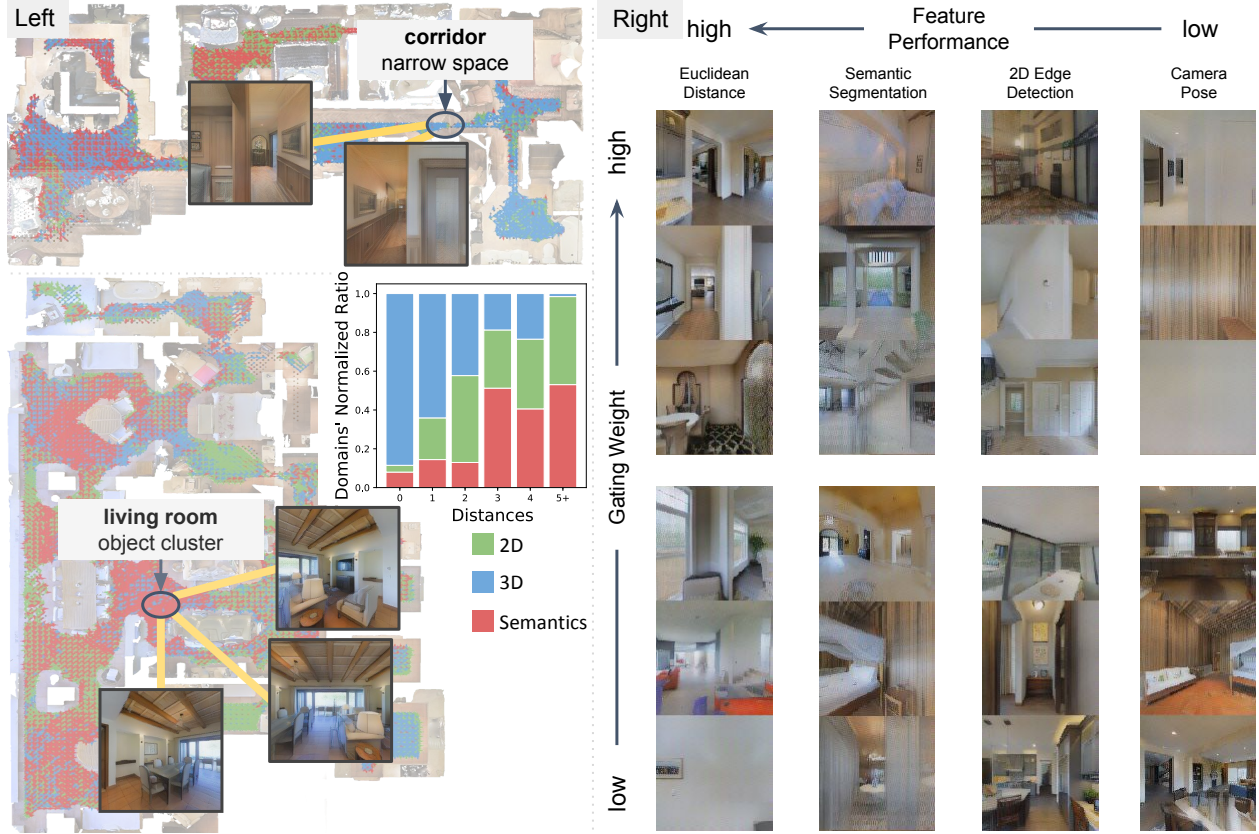 Left
corridor
narrow space
Domains' Normalized Ratio
1.0
0.8
0.6
0.4
0.2
0.0
0 1 2 3 4 5+
Distances
2D
3D
Semantics
living room
object cluster
Right
high
Feature
Performance
low
Euclidean
Distance
Semantic
Segmentation
2D Edge
Detection
Camera
Pose
high
Gating Weight
low